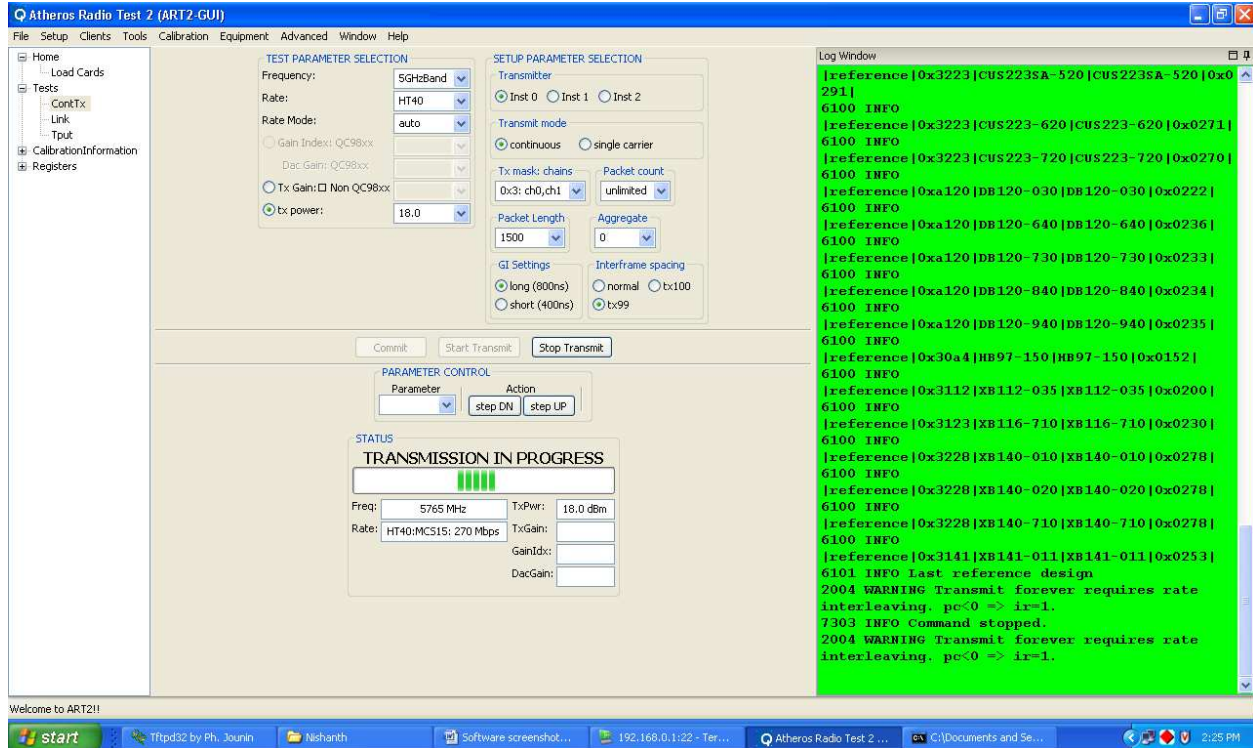 Atheros Radio Test 2 (ART2-GUI)
File Setup Clients Tools Calibration Equipment Advanced Window Help
Home
Load Cards
Tests
ContTx
Link
Tput
CalibrationInformation
Registers
TEST PARAMETER SELECTION
Frequency: 5GHzBand
Rate: HT40
Rate Mode: auto
Gain Index: QC98xx
Dac Gain: QC98xx
Tx Gain: Non QC98xx
tx power: 18.0
SETUP PARAMETER SELECTION
Transmitter
Inst 0 Inst 1 Inst 2
Transmit mode
continuous single carrier
Tx mask: chains Packet count
0x3: ch0,ch1 unlimited
Packet Length Aggregate
1500 0
GI Settings Interframe spacing
long (800ns) normal tx100
short (400ns) tx99
Commit Start Transmit Stop Transmit
PARAMETER CONTROL
Parameter Action
step DN step UP
STATUS
TRANSMISSION IN PROGRESS
Freq: 5765 MHz TxPwr: 18.0 dBm
Rate: HT40:MCS15: 270 Mbps TxGain:
GainIdx:
DacGain:
Log Window
|reference|0x3223|CUS223SA-520|CUS223SA-520|0x0
291|
6100 INFO
|reference|0x3223|CUS223-620|CUS223-620|0x0271|
6100 INFO
|reference|0x3223|CUS223-720|CUS223-720|0x0270|
6100 INFO
|reference|0xa120|DB120-030|DB120-030|0x0222|
6100 INFO
|reference|0xa120|DB120-640|DB120-640|0x0236|
6100 INFO
|reference|0xa120|DB120-730|DB120-730|0x0233|
6100 INFO
|reference|0xa120|DB120-840|DB120-840|0x0234|
6100 INFO
|reference|0xa120|DB120-940|DB120-940|0x0235|
6100 INFO
|reference|0x30a4|HB97-150|HB97-150|0x0152|
6100 INFO
|reference|0x3112|XB112-035|XB112-035|0x0200|
6100 INFO
|reference|0x3123|XB116-710|XB116-710|0x0230|
6100 INFO
|reference|0x3228|XB140-010|XB140-010|0x0278|
6100 INFO
|reference|0x3228|XB140-020|XB140-020|0x0278|
6100 INFO
|reference|0x3228|XB140-710|XB140-710|0x0278|
6100 INFO
|reference|0x3141|XB141-011|XB141-011|0x0253|
6101 INFO Last reference design
2004 WARNING Transmit forever requires rate
interleaving. pc<0 => ir=1.
7303 INFO Command stopped.
2004 WARNING Transmit forever requires rate
interleaving. pc<0 => ir=1.
Welcome to ART2!!
start Tftpd32 by Ph. Jounin Nishanth Software screenshot... 192.168.0.1:22 - Ter... Atheros Radio Test 2 ... C:\Documents and Se... 2:25 PM